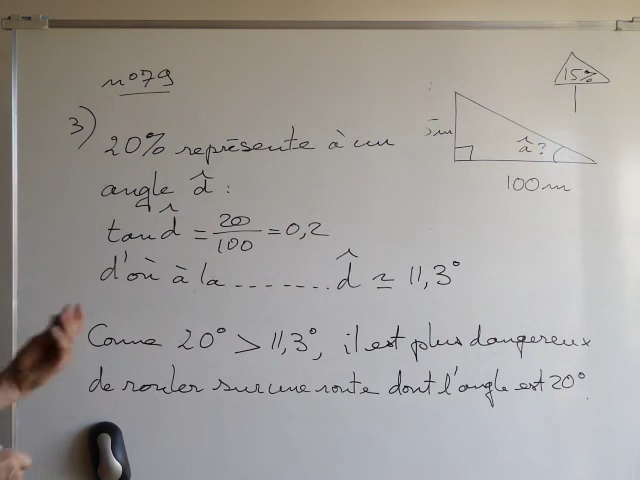 n°79
15%
3)
20% représente à un
angle d̂ :
5m
â?
100m
tan d̂ = 20/100 = 0,2
d'où à la ....... d̂ ≃ 11,3°
Comme 20° > 11,3°, il est plus dangereux
de rouler sur une route dont l'angle est 20°.